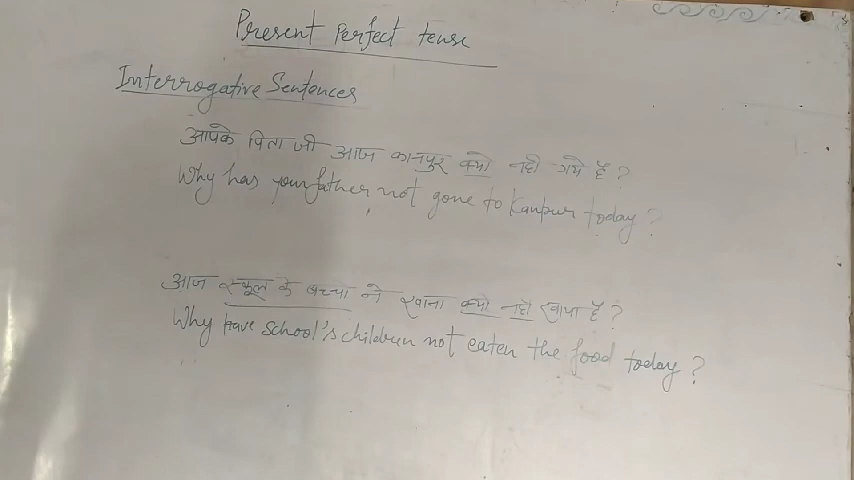 Present Perfect tense
Interrogative Sentences
आपके पिता जी आज कानपुर क्यो नही गये है ?
Why has your father not gone to Kanpur today ?
आज स्कूल के बच्चो ने खाना क्यो नही खाया है ?
Why have school's children not eaten the food today ?